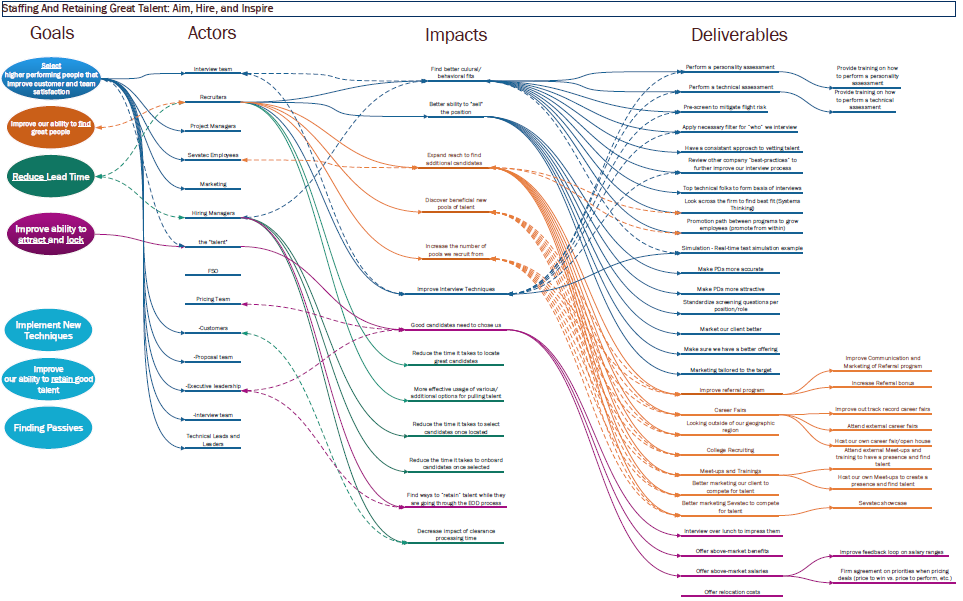 Staffing And Retaining Great Talent: Aim, Hire, and Inspire
Goals
Actors
Impacts
Deliverables
Select
higher performing people that
improve customer and team
satisfaction
Improve our ability to find
great people
Reduce Lead Time
Improve ability to
attract and lock
Implement New
Techniques
Improve
our ability to retain good
talent
Finding Passives
Interview team
Recruiters
Project Managers
Sevatec Employees
Marketing
Hiring Managers
the "talent"
FSO
Pricing Team
-Customers
-Proposal team
-Executive leadership
-Interview team
Technical Leads and
Leaders
Find better culural/
behavioral fits
Better ability to "sell"
the position
Expand reach to find
additional candidates
Discover beneficial new
pools of talent
Increase the number of
pools we recruit from
Improve Interview Techniques
Good candidates need to chose us
Reduce the time it takes to locate
great candidates
More effective usage of various/
additional options for pulling talent
Reduce the time it takes to select
candidates once located
Reduce the time it takes to onboard
candidates once selected
Find ways to "retain" talent while they
are going through the EOD process
Decrease impact of clearance
processing time
Perform a personality assessment
Perform a technical assessment
Pre-screen to mitigate flight risk
Apply necessary filter for "who" we interview
Have a consistent approach to vetting talent
Review other company "best-practices" to
further improve our interview process
Top technical folks to form basis of interviews
Look across the firm to find best fit (Systems
Thinking)
Promotion path between programs to grow
employees (promote from within)
Simulation - Real-time test simulation example
Make PDs more accurate
Make PDs more attractive
Standardize screening questions per
position/role
Market our client better
Make sure we have a better offering
Marketing tailored to the target
Improve referral program
Career Fairs
Looking outside of our geographic
region
College Recruiting
Meet-ups and Trainings
Better marketing our client to
compete for talent
Better marketing Sevatec to compete
for talent
Interview over lunch to impress them
Offer above-market benefits
Offer above-market salaries
Offer relocation costs
Provide training on how
to perform a personality
assessment
Provide training on how
to perform a technical
assessment
Improve Communication and
Marketing of Referral program
Increase Referral bonus
Improve out track record career fairs
Attend external career fairs
Host our own career fair/open house
Attend external Meet-ups and
training to have a presence and find
talent
Host our own Meet-ups to create a
presence and find talent
Sevatec showcase
Improve feedback loop on salary ranges
Firm agreement on priorities when pricing
deals (price to win vs. price to perform, etc.)